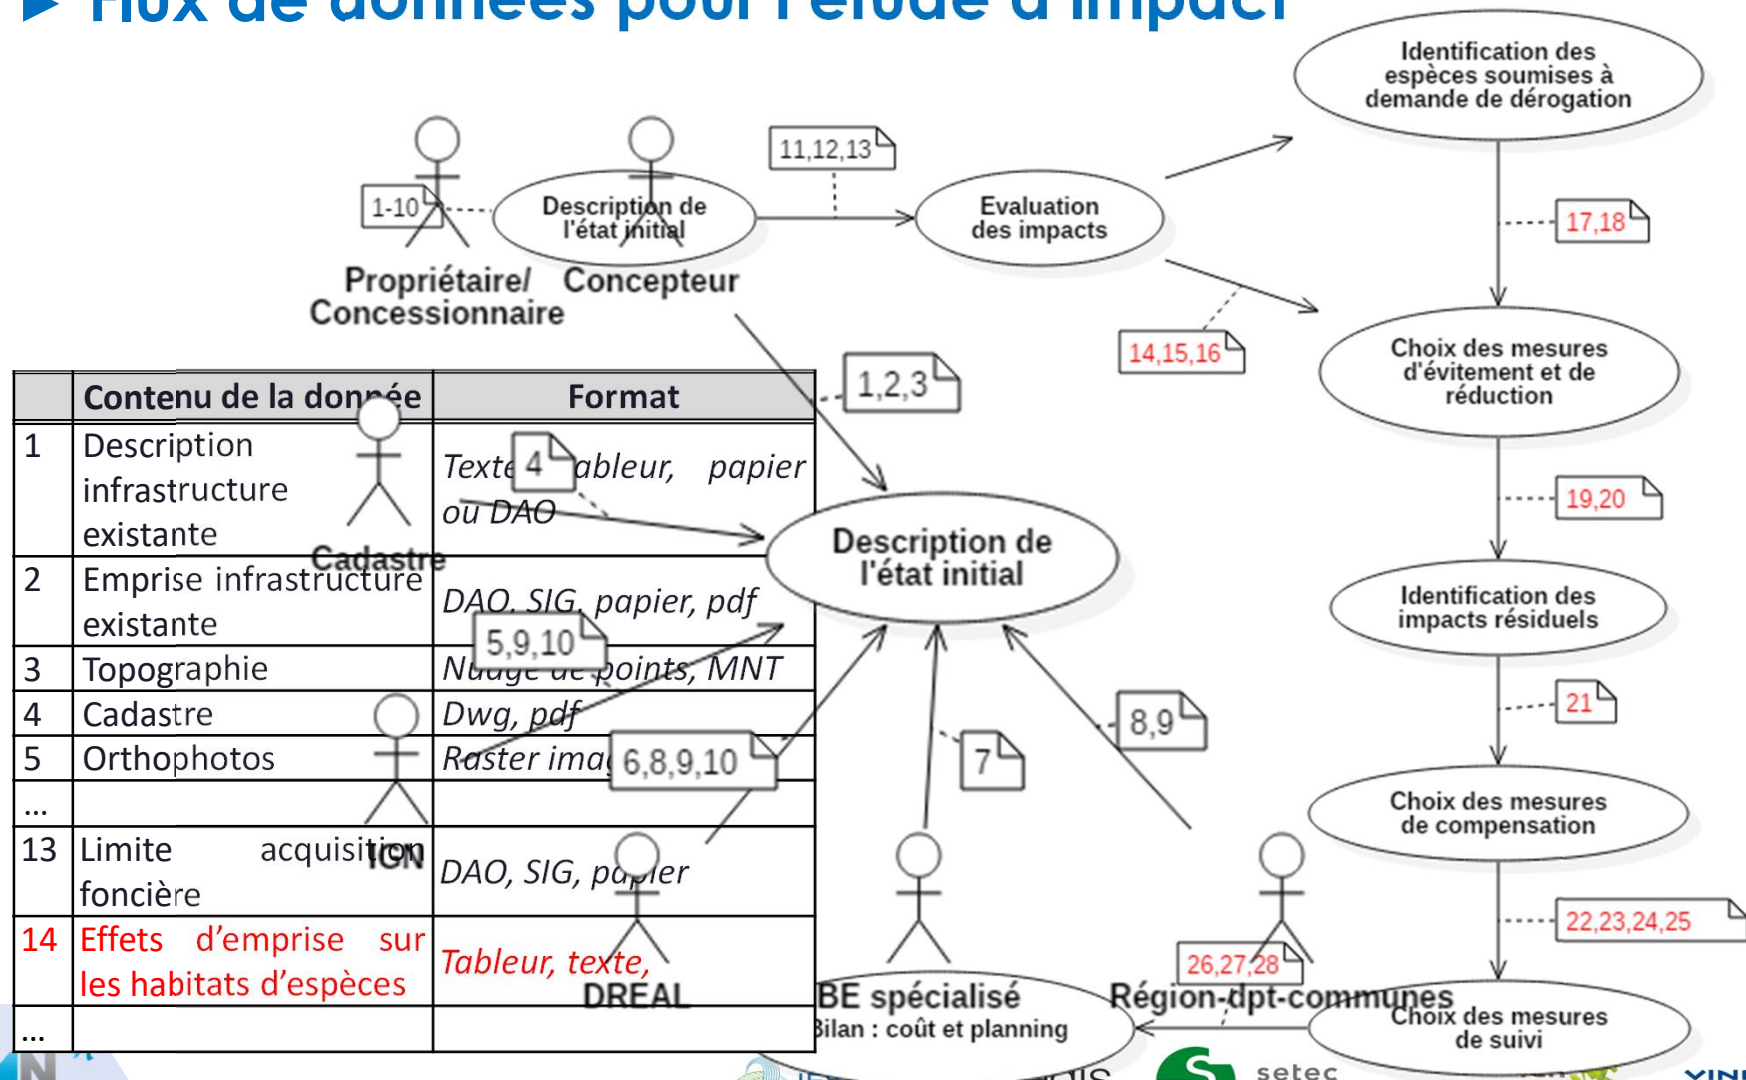 Flux de données pour l'étude d'impact
Identification des
espèces soumises à
demande de dérogation
11,12,13
1-10
Description de
l'état initial
Evaluation
des impacts
17,18
Propriétaire/
Concessionnaire
Concepteur
14,15,16
Choix des mesures
d'évitement et de
réduction
1,2,3
Contenu de la donnée
Format
1
Description
infrastructure
existante
Texte, tableur, papier
ou DAO
4
Cadastre
19,20
Description de
l'état initial
2
Emprise infrastructure
existante
DAO, SIG, papier, pdf
5,9,10
Identification des
impacts résiduels
3
Topographie
Nuage de points, MNT
4
Cadastre
Dwg, pdf
21
5
Orthophotos
Raster
6,8,9,10
7
8,9
...
Choix des mesures
de compensation
13
Limite acquisition
foncière
IGN
DAO, SIG, papier
22,23,24,25
14
Effets d'emprise sur
les habitats d'espèces
Tableur, texte,
DREAL
BE spécialisé
26,27,28
Région-dpt-communes
...
Bilan : coût et planning
Choix des mesures
de suivi
setec